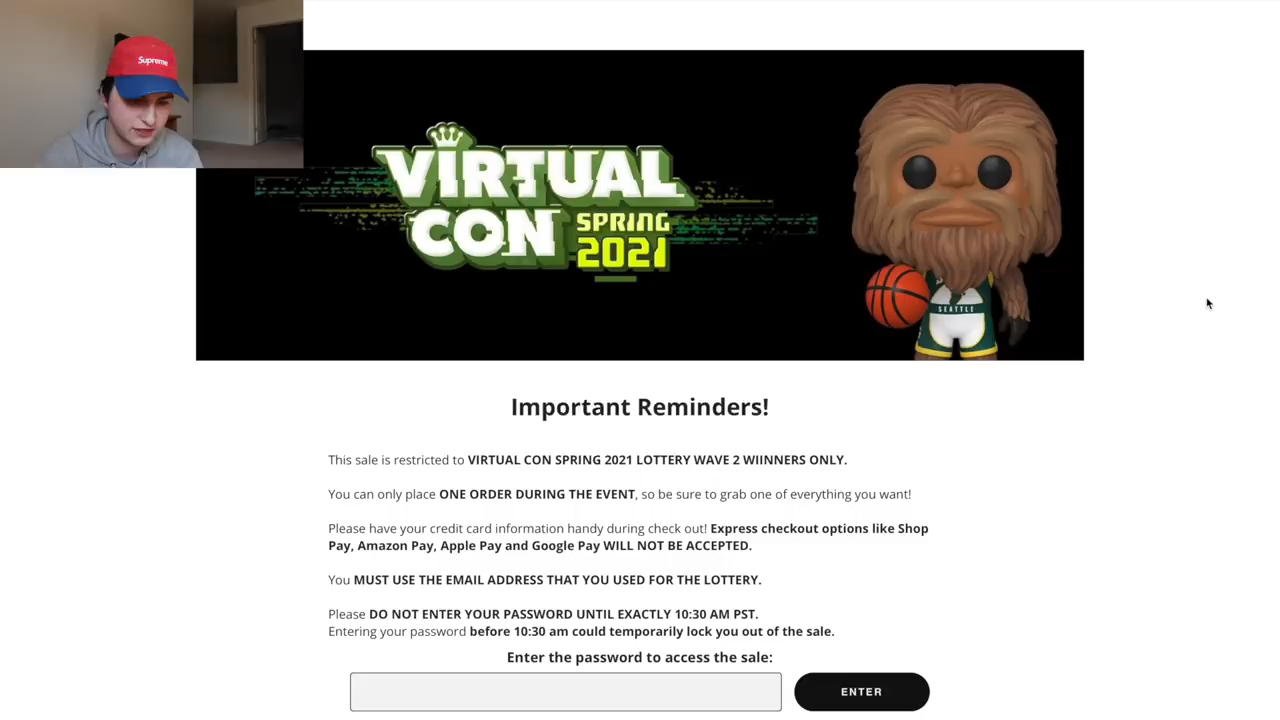 Supreme
VIRTUAL
CON SPRING
2021
SEATTLE
Important Reminders!
This sale is restricted to VIRTUAL CON SPRING 2021 LOTTERY WAVE 2 WIINNERS ONLY.
You can only place ONE ORDER DURING THE EVENT, so be sure to grab one of everything you want!
Please have your credit card information handy during check out! Express checkout options like Shop
Pay, Amazon Pay, Apple Pay and Google Pay WILL NOT BE ACCEPTED.
You MUST USE THE EMAIL ADDRESS THAT YOU USED FOR THE LOTTERY.
Please DO NOT ENTER YOUR PASSWORD UNTIL EXACTLY 10:30 AM PST.
Entering your password before 10:30 am could temporarily lock you out of the sale.
Enter the password to access the sale:
ENTER